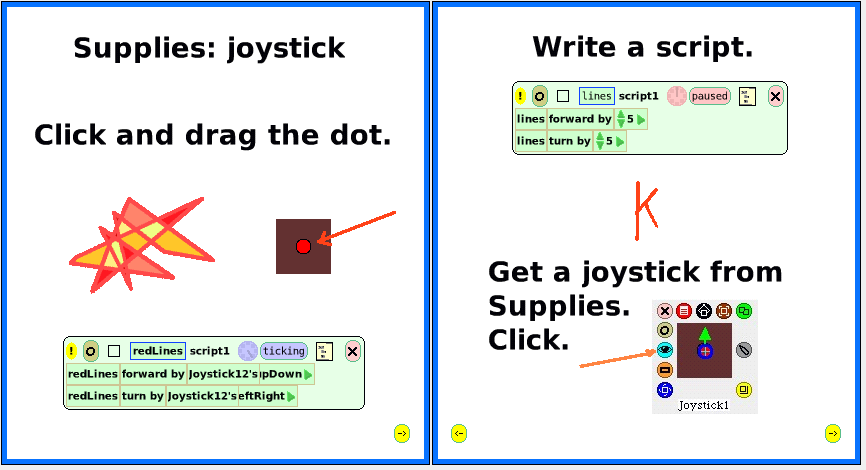 Supplies: joystick
Click and drag the dot.
! redLines script1 ticking
redLines forward by Joystick12's pDown
redLines turn by Joystick12's eftRight
->
Write a script.
! lines script1 paused
lines forward by 5
lines turn by 5
K
Get a joystick from
Supplies.
Click.
Joystick1
<-
->